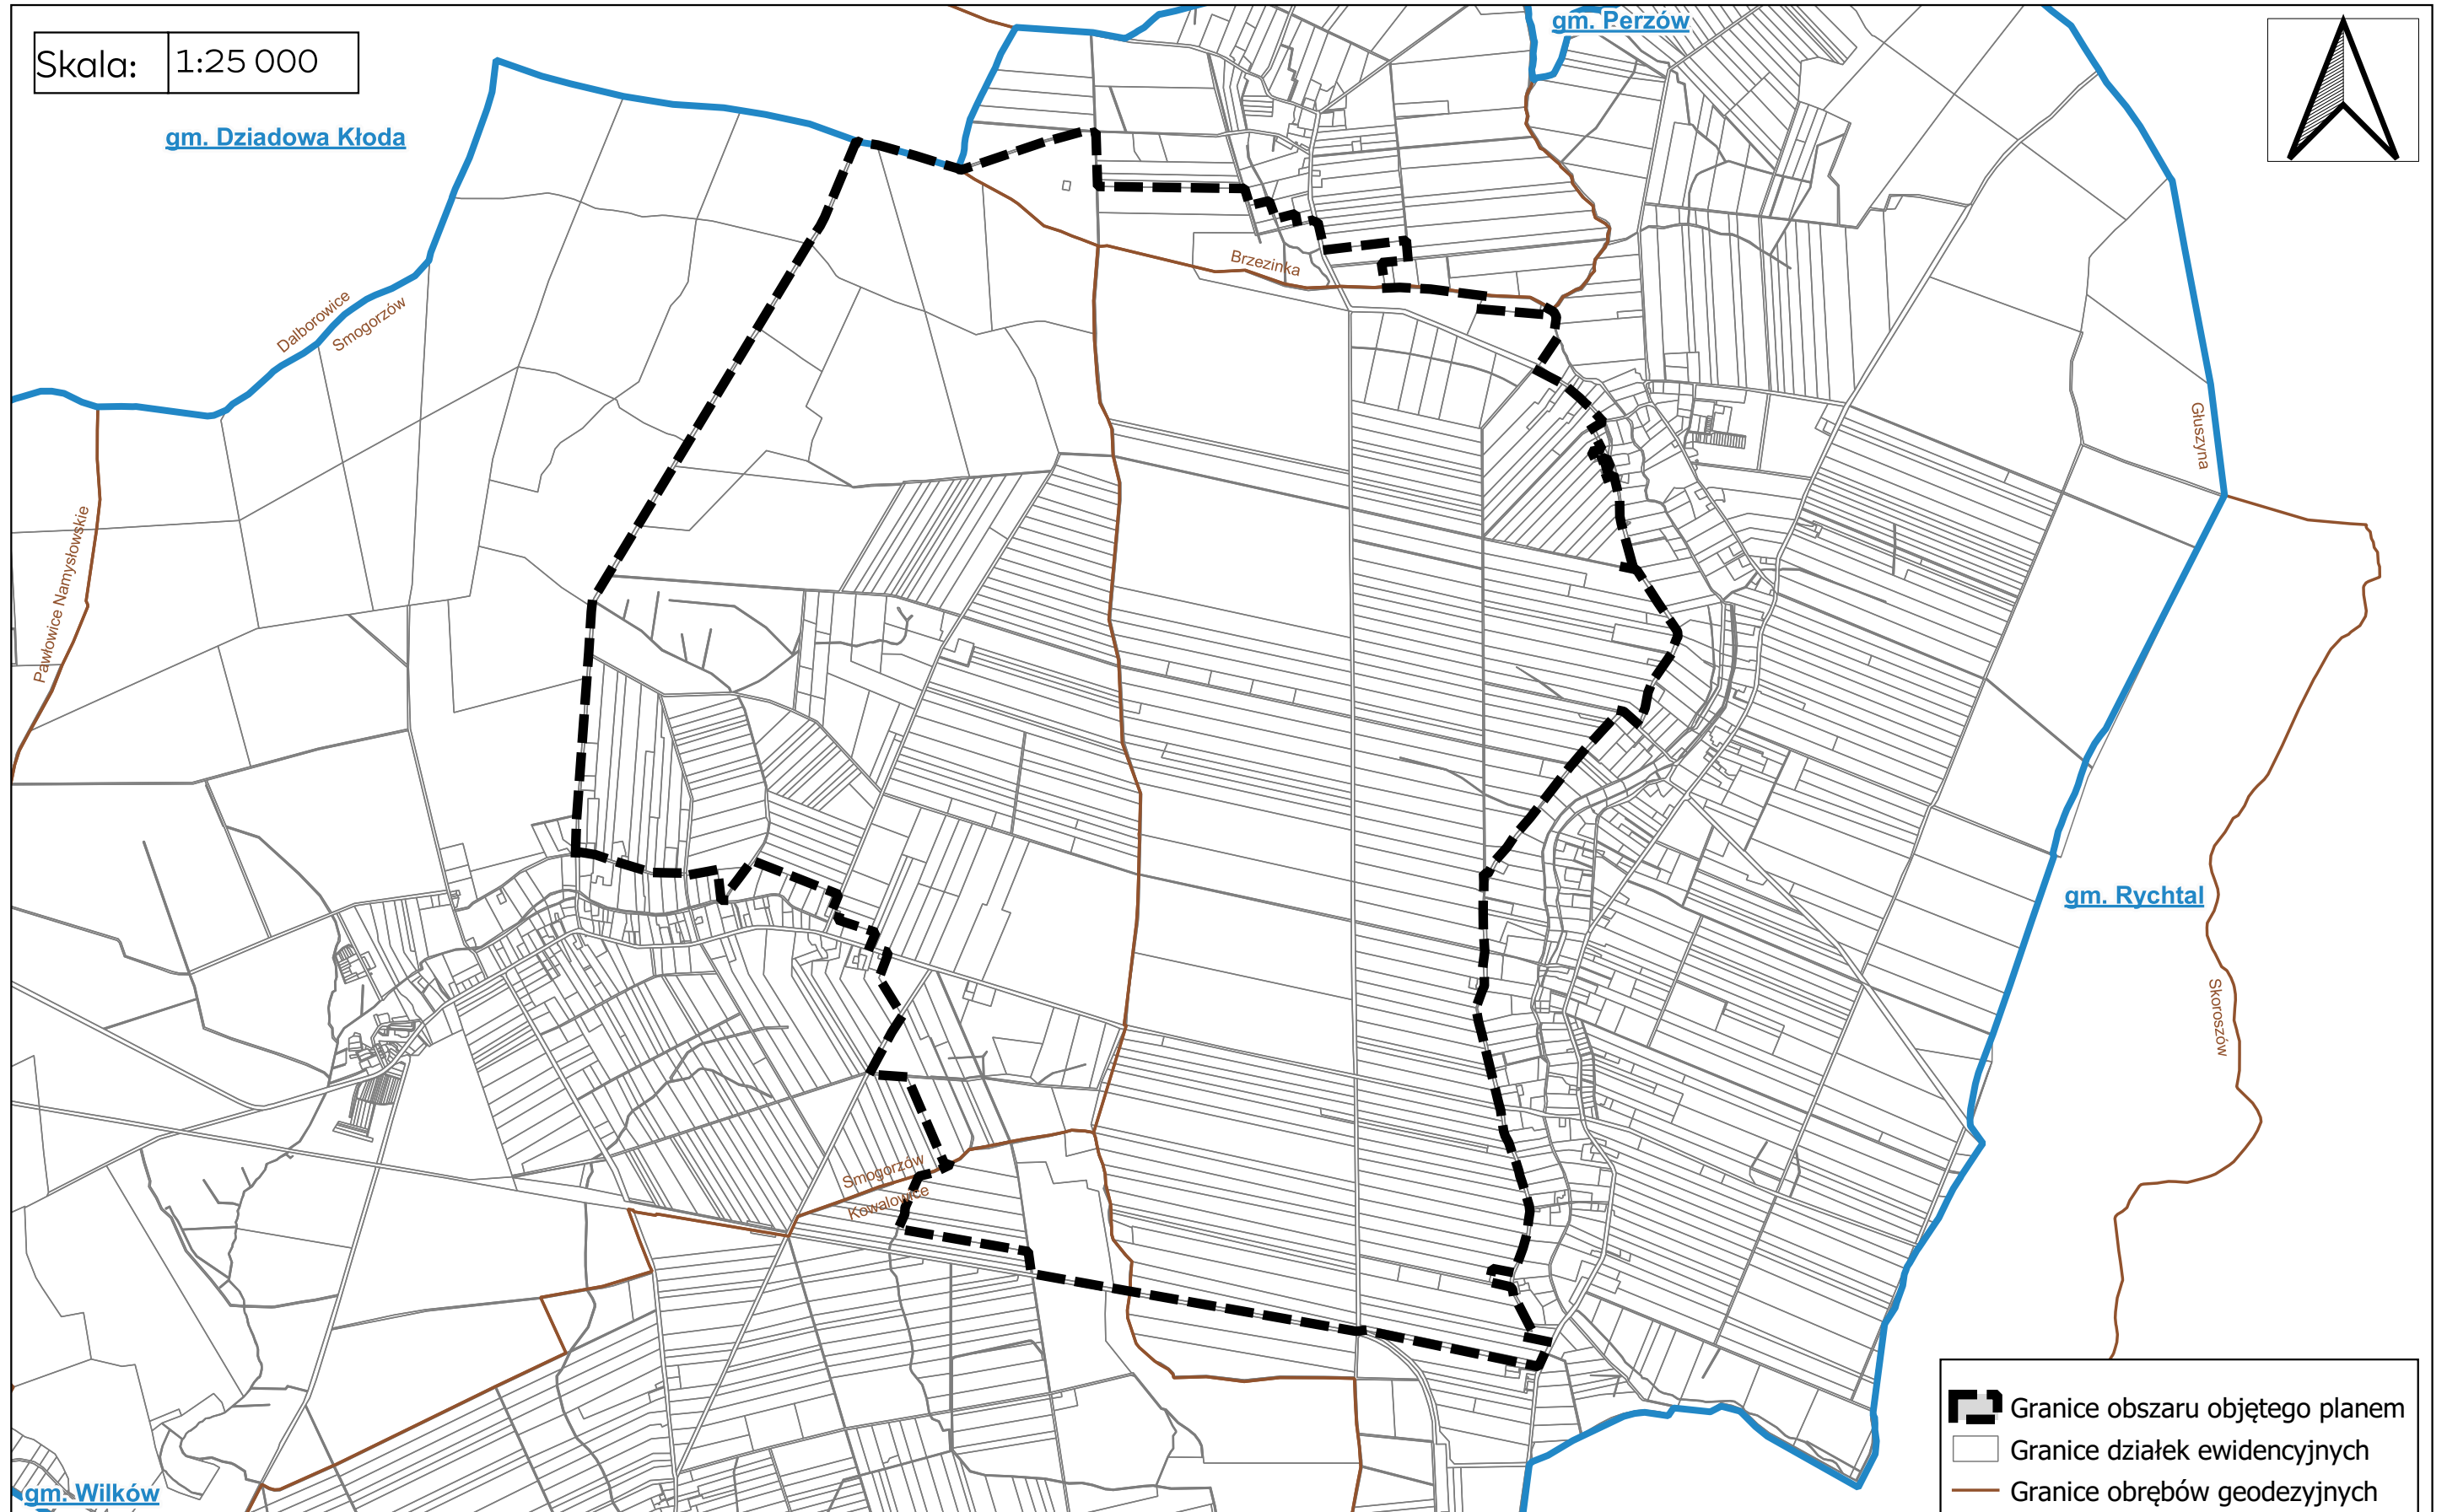 gm. Perzów
Skala: 1:25 000
gm. Dziadowa Kłoda
Brzezinka
Dalborowice
Smogorzów
Głuszyna
Pawłowice Namysłowskie
gm. Rychtal
Skoroszów
Smogorzów
Kowalowice
Granice obszaru objętego planem
Granice działek ewidencyjnych
Granice obrębów geodezyjnych
gm. Wilków